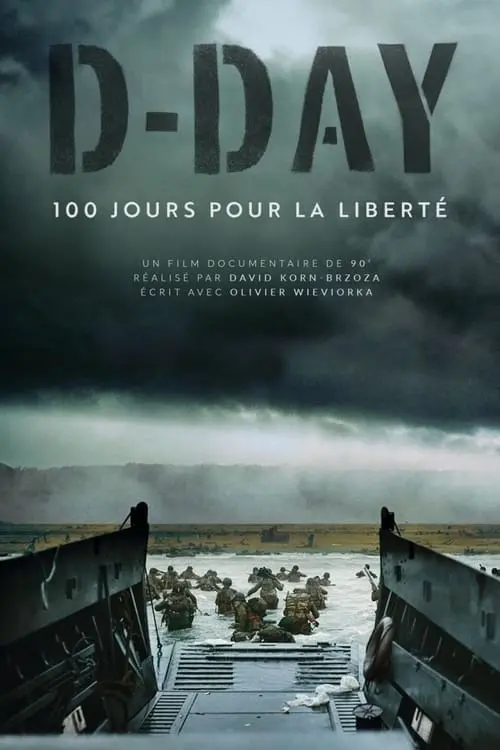 D-DAY
100 JOURS POUR LA LIBERTÉ
UN FILM DOCUMENTAIRE DE 90'
RÉALISÉ PAR DAVID KORN-BRZOZA
ÉCRIT AVEC OLIVIER WIEVIORKA